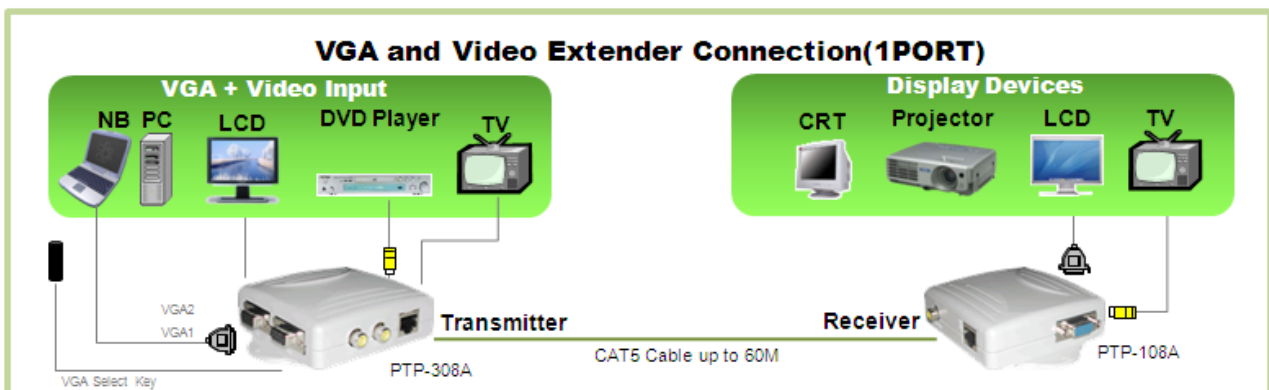 VGA and Video Extender Connection(1PORT)
VGA + Video Input
NB PC LCD DVD Player TV
Display Devices
CRT Projector LCD TV
VGA2
VGA1
VGA Select Key
Transmitter
PTP-308A
CAT5 Cable up to 60M
Receiver
PTP-108A